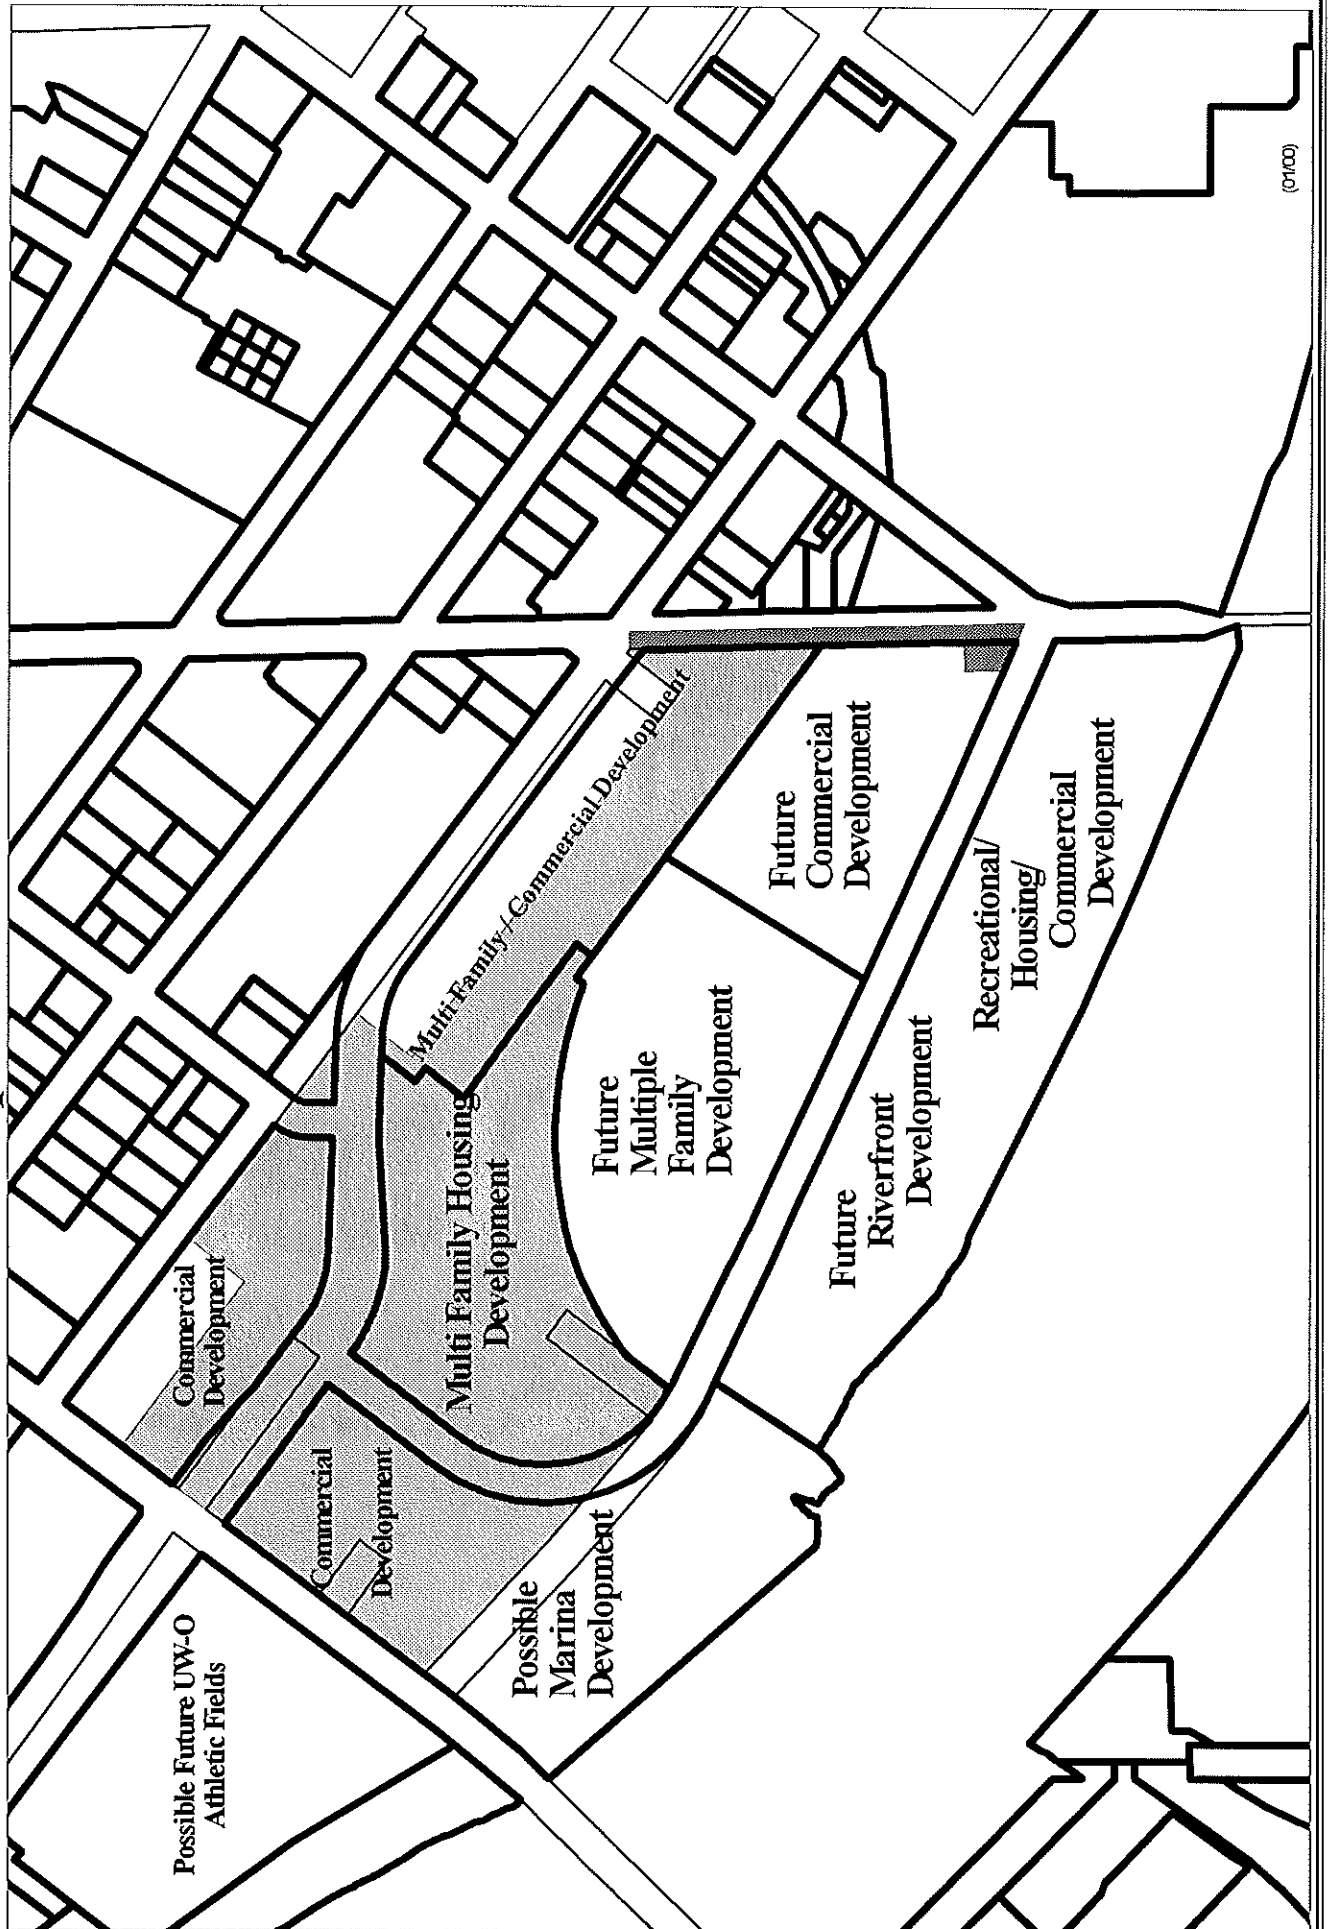 Possible Future UW-O
Athletic Fields
Commercial
Development
Commercial
Development
Possible
Marina
Development
Multi Family Housing
Development
Multi Family / Commercial Development
Future
Multiple
Family
Development
Future
Commercial
Development
Future
Riverfront
Development
Recreational/
Housing/
Commercial
Development
(01/00)